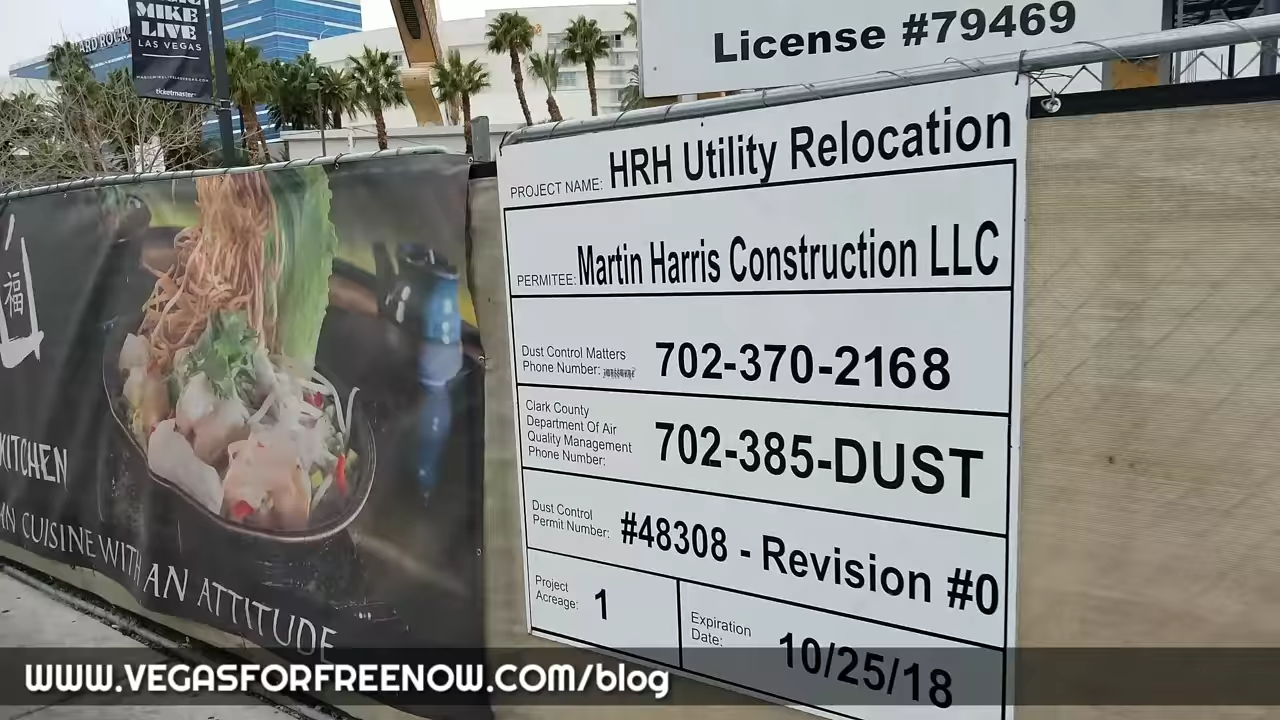 MIKE
LIVE
LAS VEGAS
ticketmaster
ARD ROCK
License #79469
PROJECT NAME: HRH Utility Relocation
PERMITEE: Martin Harris Construction LLC
Dust Control Matters
Phone Number: 702-370-2168
Clark County
Department Of Air
Quality Management
Phone Number: 702-385-DUST
Dust Control
Permit Number: #48308 - Revision #0
Project
Acreage: 1
Expiration
Date: 10/25/18
福
KITCHEN
AN CUISINE WITH AN ATTITUDE
WWW.VEGASFORFREENOW.COM/blog